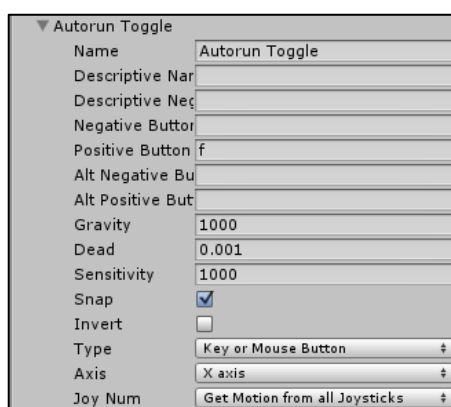 Autorun Toggle
Name Autorun Toggle
Descriptive Nar
Descriptive Neg
Negative Button
Positive Button f
Alt Negative Bu
Alt Positive But
Gravity 1000
Dead 0.001
Sensitivity 1000
Snap
Invert
Type Key or Mouse Button
Axis X axis
Joy Num Get Motion from all Joysticks